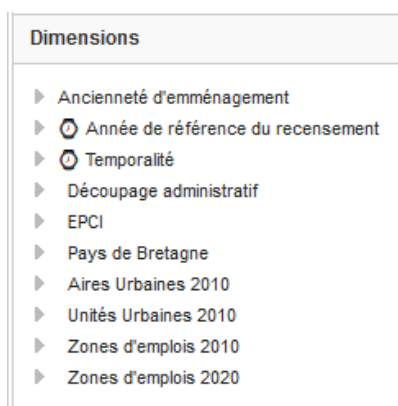 Dimensions
Ancienneté d'emménagement
Année de référence du recensement
Temporalité
Découpage administratif
EPCI
Pays de Bretagne
Aires Urbaines 2010
Unités Urbaines 2010
Zones d'emplois 2010
Zones d'emplois 2020